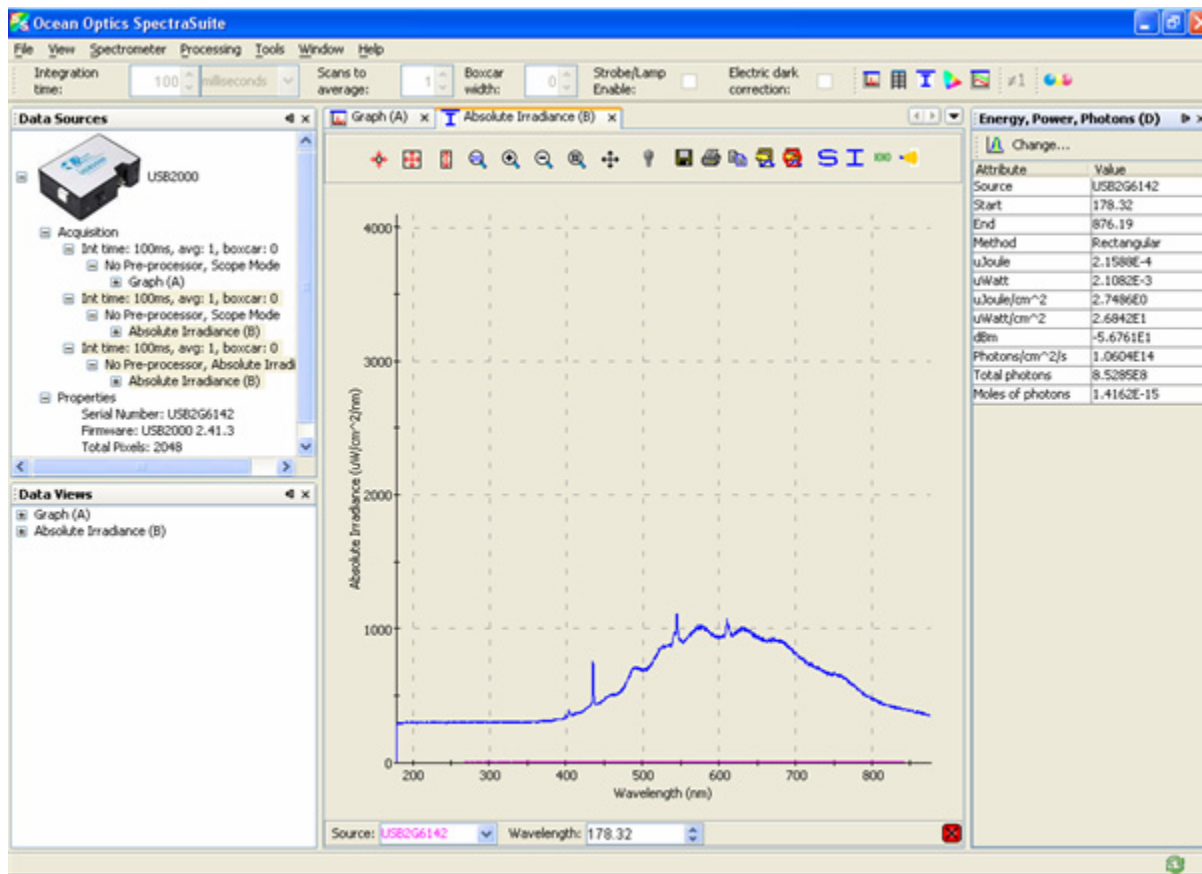 Ocean Optics SpectraSuite
File View Spectrometer Processing Tools Window Help
Integration time: 100 milliseconds Scans to average: 1 Boxcar width: 0 Strobe/Lamp Enable: Electric dark correction: ≠1
Data Sources
USB2000
Acquisition
Int time: 100ms, avg: 1, boxcar: 0
No Pre-processor, Scope Mode
Graph (A)
Int time: 100ms, avg: 1, boxcar: 0
No Pre-processor, Scope Mode
Absolute Irradiance (B)
Int time: 100ms, avg: 1, boxcar: 0
No Pre-processor, Absolute Irradi
Absolute Irradiance (B)
Properties
Serial Number: USB2G6142
Firmware: USB2000 2.41.3
Total Pixels: 2048
Data Views
Graph (A)
Absolute Irradiance (B)
Graph (A) Absolute Irradiance (B)
S I
4000
3000
2000
1000
0
Absolute Irradiance (uW/cm^2/nm)
200 300 400 500 600 700 800
Wavelength (nm)
Source: USB2G6142 Wavelength: 178.32
Energy, Power, Photons (D)
Change...
Attribute Value
Source USB2G6142
Start 178.32
End 876.19
Method Rectangular
uJoule 2.1588E-4
uWatt 2.1082E-3
uJoule/cm^2 2.7486E0
uWatt/cm^2 2.6842E1
dBm -5.6761E1
Photons/cm^2/s 1.0604E14
Total photons 8.5285E8
Moles of photons 1.4162E-15